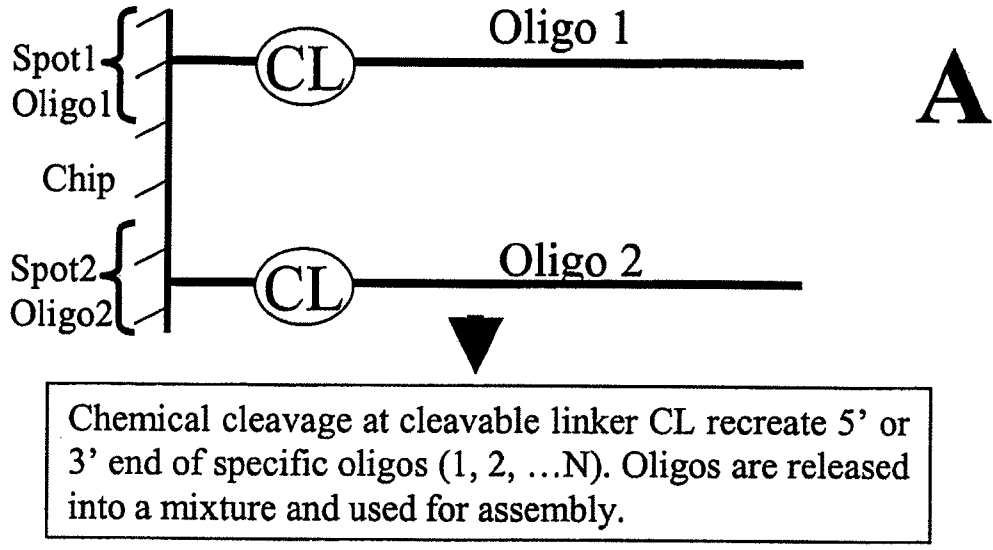 Oligo 1
Spot1
CL
A
Oligo1
Chip
Spot2
Oligo 2
CL
Oligo2
Chemical cleavage at cleavable linker CL recreate 5’ or
3’ end of specific oligos (1, 2, …N). Oligos are released
into a mixture and used for assembly.